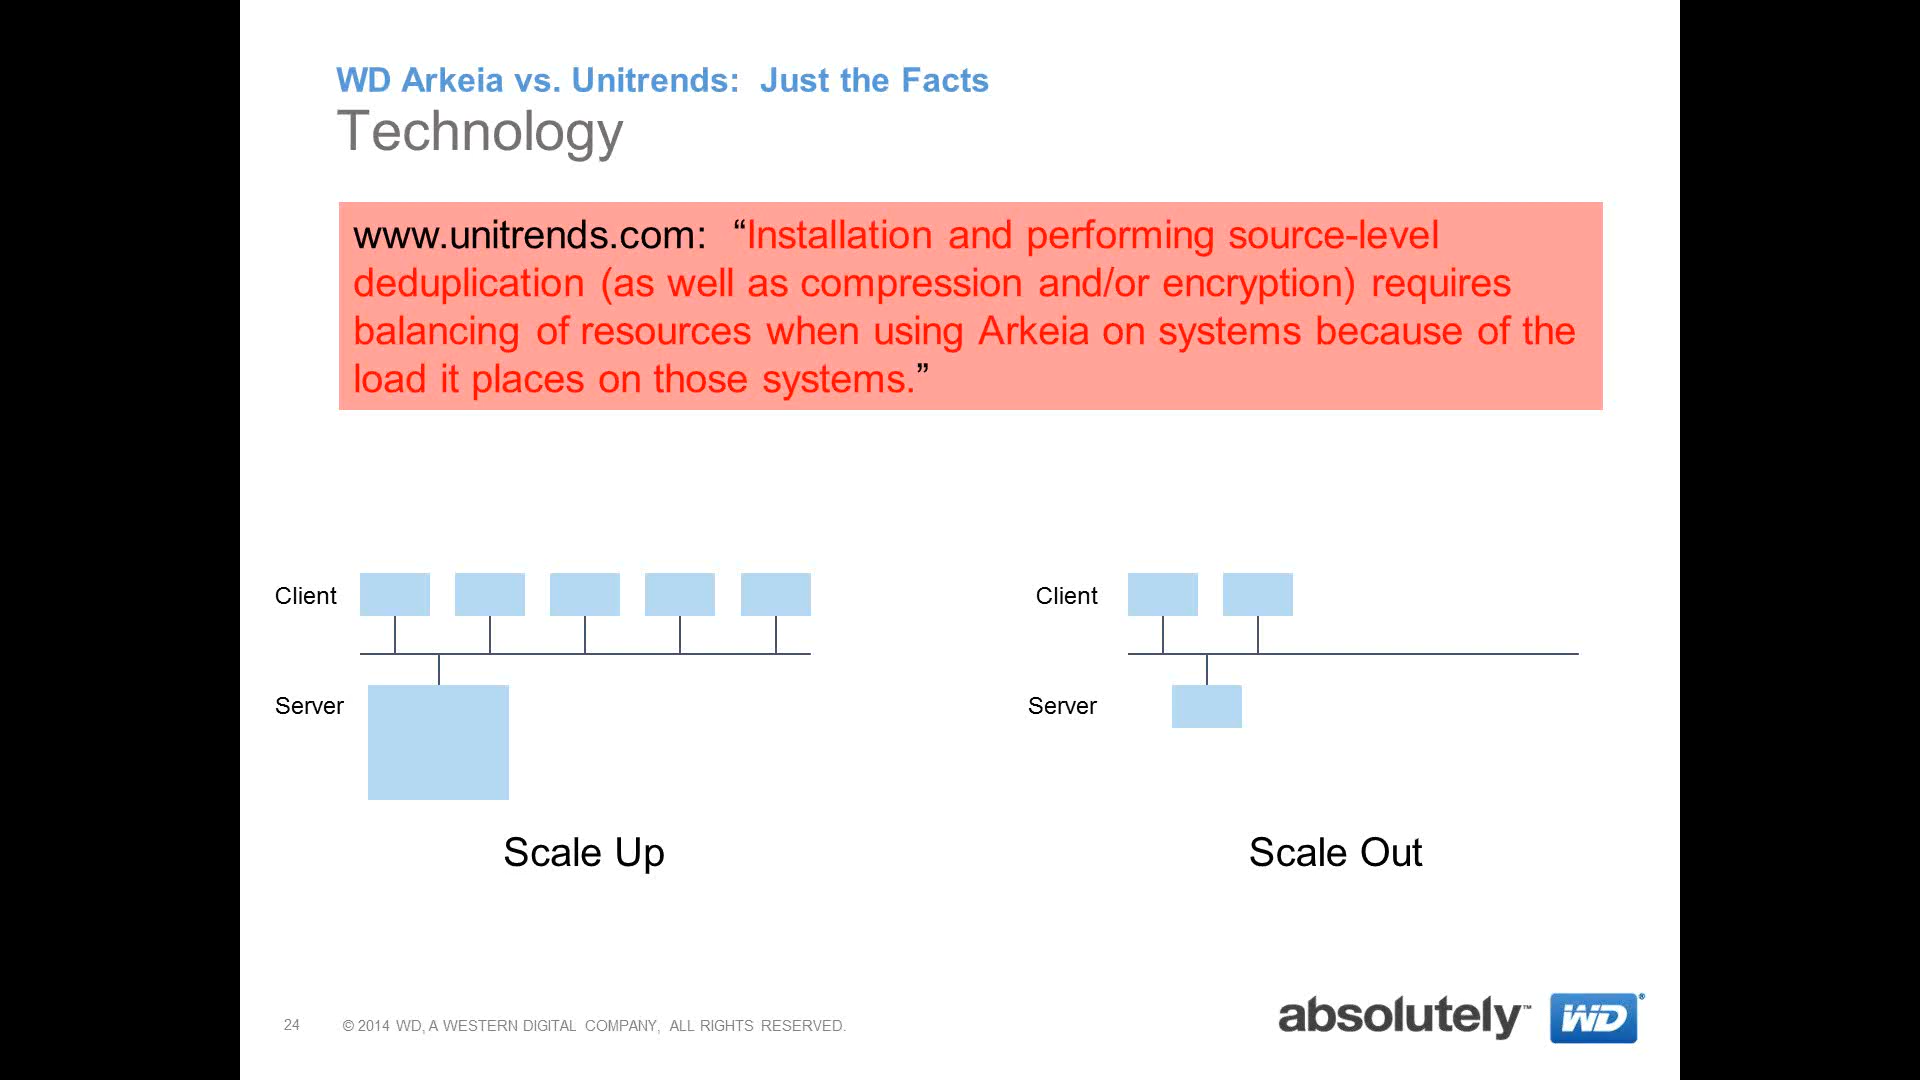 WD Arkeia vs. Unitrends: Just the Facts
Technology
www.unitrends.com: “Installation and performing source-level
deduplication (as well as compression and/or encryption) requires
balancing of resources when using Arkeia on systems because of the
load it places on those systems.”
Client
Server
Scale Up
Client
Server
Scale Out
24 © 2014 WD, A WESTERN DIGITAL COMPANY, ALL RIGHTS RESERVED.
absolutely™ WD®